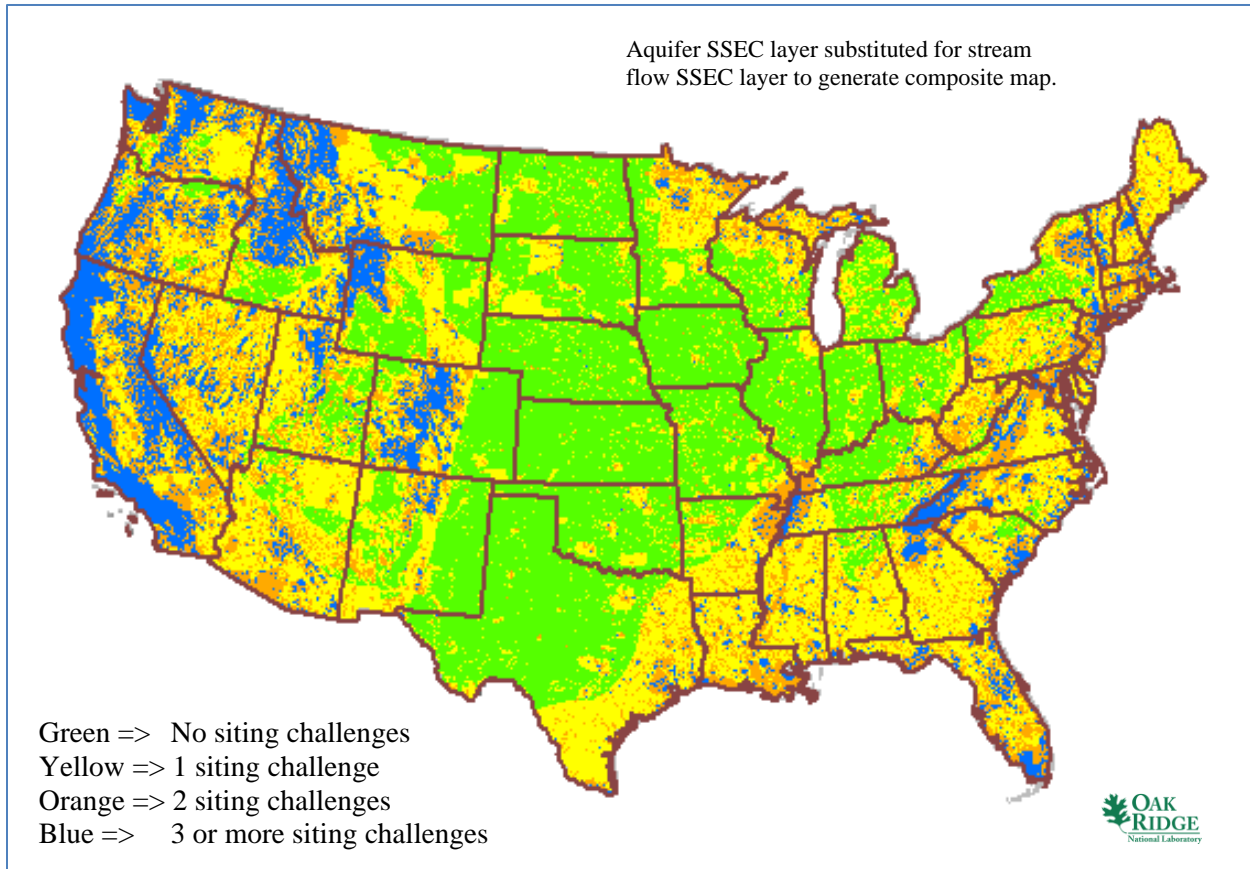 Aquifer SSEC layer substituted for stream
flow SSEC layer to generate composite map.
Green => No siting challenges
Yellow => 1 siting challenge
Orange => 2 siting challenges
Blue => 3 or more siting challenges
OAK
RIDGE
National Laboratory